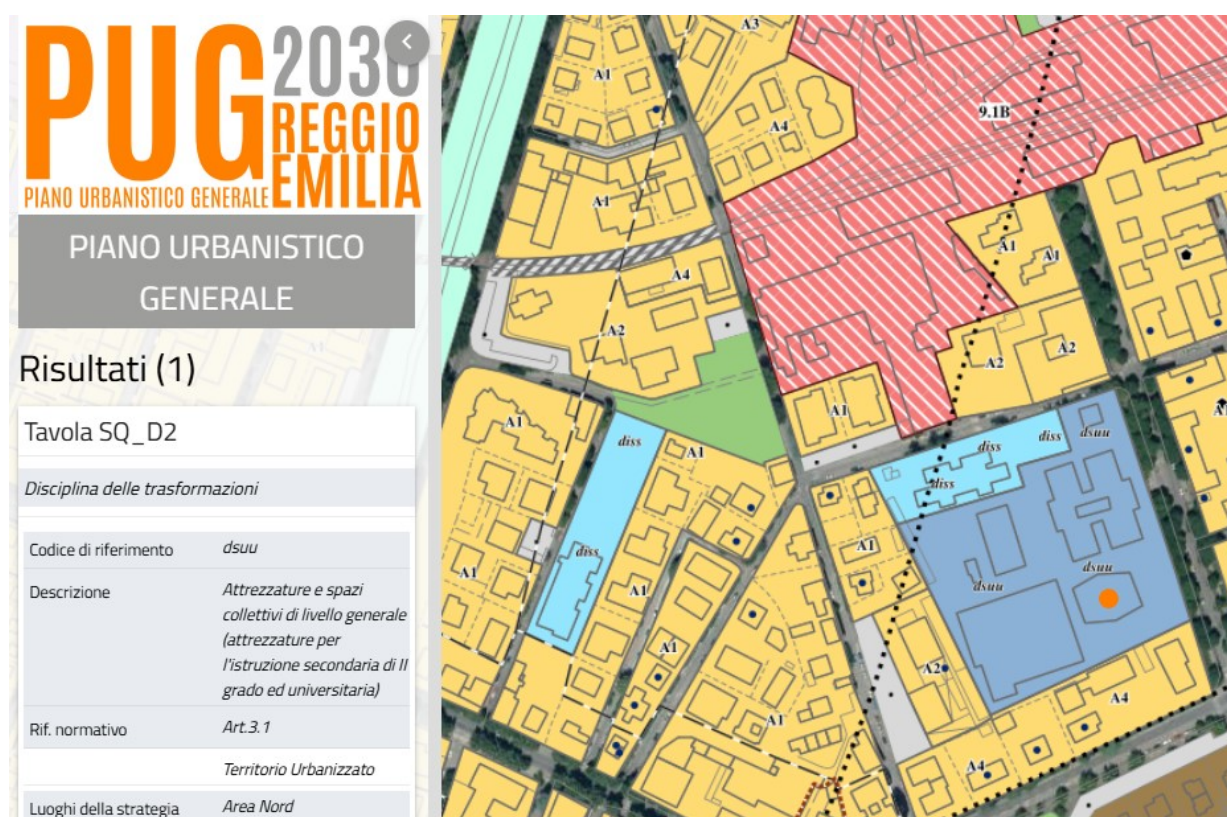 PUG
2030
REGGIO
EMILIA
PIANO URBANISTICO GENERALE
PIANO URBANISTICO
GENERALE
Risultati (1)
Tavola SQ_D2
Disciplina delle trasformazioni
Codice di riferimento dsuu
Descrizione Attrezzature e spazi
collettivi di livello generale
(attrezzature per
l'istruzione secondaria di II
grado ed universitaria)
Rif. normativo Art.3.1
Territorio Urbanizzato
Luoghi della strategia Area Nord
A3
A1
A4
9.1B
A1
A1
A1
A4
A2
A2
A2
A1
A1
diss
A1
diss
diss
dsuu
diss
A1
diss
dsuu
A1
A1
dsuu
A1
A2
A4
A1
A4